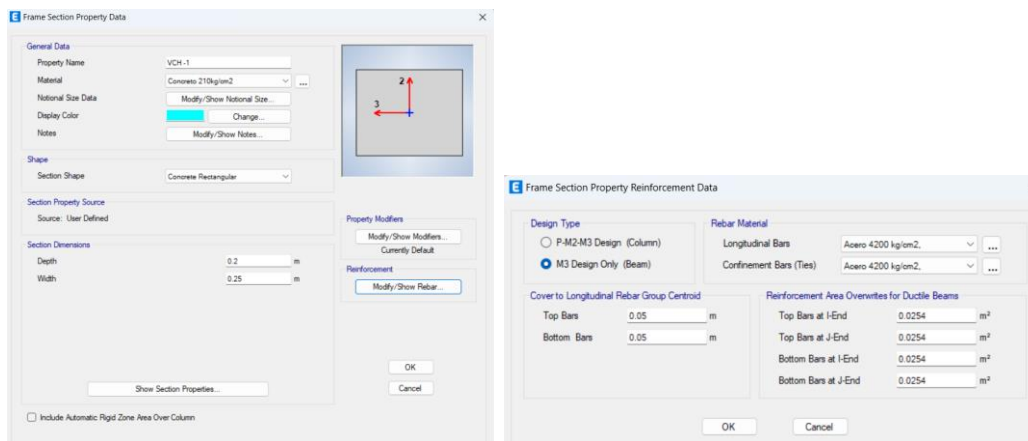 Frame Section Property Data
General Data
Property Name VCH -1
Material Concreto 210kg/cm2 ...
Notional Size Data Modify/Show Notional Size...
Display Color Change...
Notes Modify/Show Notes...
2
3
Shape
Section Shape Concrete Rectangular
Section Property Source
Source: User Defined
Section Dimensions
Depth 0.2 m
Width 0.25 m
Property Modifiers
Modify/Show Modifiers...
Currently Default
Reinforcement
Modify/Show Rebar...
OK
Show Section Properties...
Cancel
Include Automatic Rigid Zone Area Over Column
Frame Section Property Reinforcement Data
Design Type
P-M2-M3 Design (Column)
M3 Design Only (Beam)
Rebar Material
Longitudinal Bars Acero 4200 kg/cm2, ...
Confinement Bars (Ties) Acero 4200 kg/cm2, ...
Cover to Longitudinal Rebar Group Centroid
Top Bars 0.05 m
Bottom Bars 0.05 m
Reinforcement Area Overwrites for Ductile Beams
Top Bars at I-End 0.0254 m²
Top Bars at J-End 0.0254 m²
Bottom Bars at I-End 0.0254 m²
Bottom Bars at J-End 0.0254 m²
OK Cancel